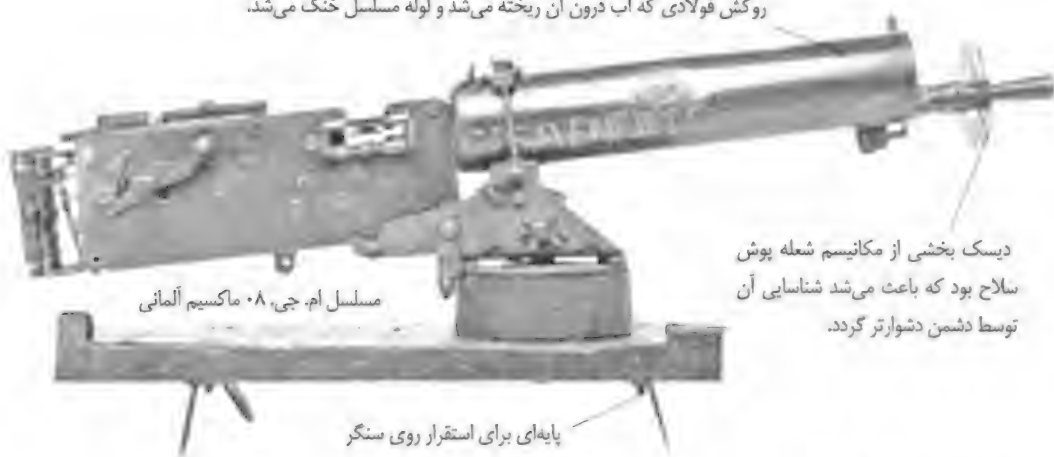 روکش فولادی که آب درون آن ریخته می‌شد و لوله مسلسل خنک می‌شد.
دیسک بخشی از مکانیسم شعله پوش
سلاح بود که باعث می‌شد شناسایی آن
توسط دشمن دشوارتر گردد.
مسلسل ام. جی. ۰۸ ماکسیم آلمانی
پایه‌ای برای استقرار روی سنگر